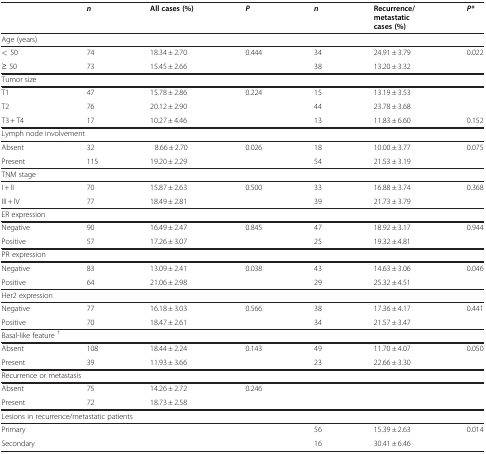 n All cases (%) P n Recurrence/ metastatic cases (%) P*
Age (years)
< 50 74 18.34 ± 2.70 0.444 34 24.91 ± 3.79 0.022
≥ 50 73 15.45 ± 2.66 38 13.20 ± 3.32
Tumor size
T1 47 15.78 ± 2.86 0.224 15 13.19 ± 3.53
T2 76 20.12 ± 2.90 44 23.78 ± 3.68
T3 + T4 17 10.27 ± 4.46 13 11.83 ± 6.60 0.152
Lymph node involvement
Absent 32 8.66 ± 2.70 0.026 18 10.00 ± 3.77 0.075
Present 115 19.20 ± 2.29 54 21.53 ± 3.19
TNM stage
I + II 70 15.87 ± 2.63 0.500 33 16.88 ± 3.74 0.368
III + IV 77 18.49 ± 2.81 39 21.73 ± 3.79
ER expression
Negative 90 16.49 ± 2.47 0.845 47 18.92 ± 3.17 0.944
Positive 57 17.26 ± 3.07 25 19.32 ± 4.81
PR expression
Negative 83 13.09 ± 2.41 0.038 43 14.63 ± 3.06 0.046
Positive 64 21.06 ± 2.98 29 25.32 ± 4.51
Her2 expression
Negative 77 16.18 ± 3.03 0.566 38 17.36 ± 4.17 0.441
Positive 70 18.47 ± 2.61 34 21.57 ± 3.47
Basal-like feature †
Absent 108 18.44 ± 2.24 0.143 49 11.70 ± 4.07 0.050
Present 39 11.93 ± 3.66 23 22.66 ± 3.30
Recurrence or metastasis
Absent 75 14.26 ± 2.72 0.246
Present 72 18.73 ± 2.58
Lesions in recurrence/metastatic patients
Primary 56 15.39 ± 2.63 0.014
Secondary 16 30.41 ± 6.46